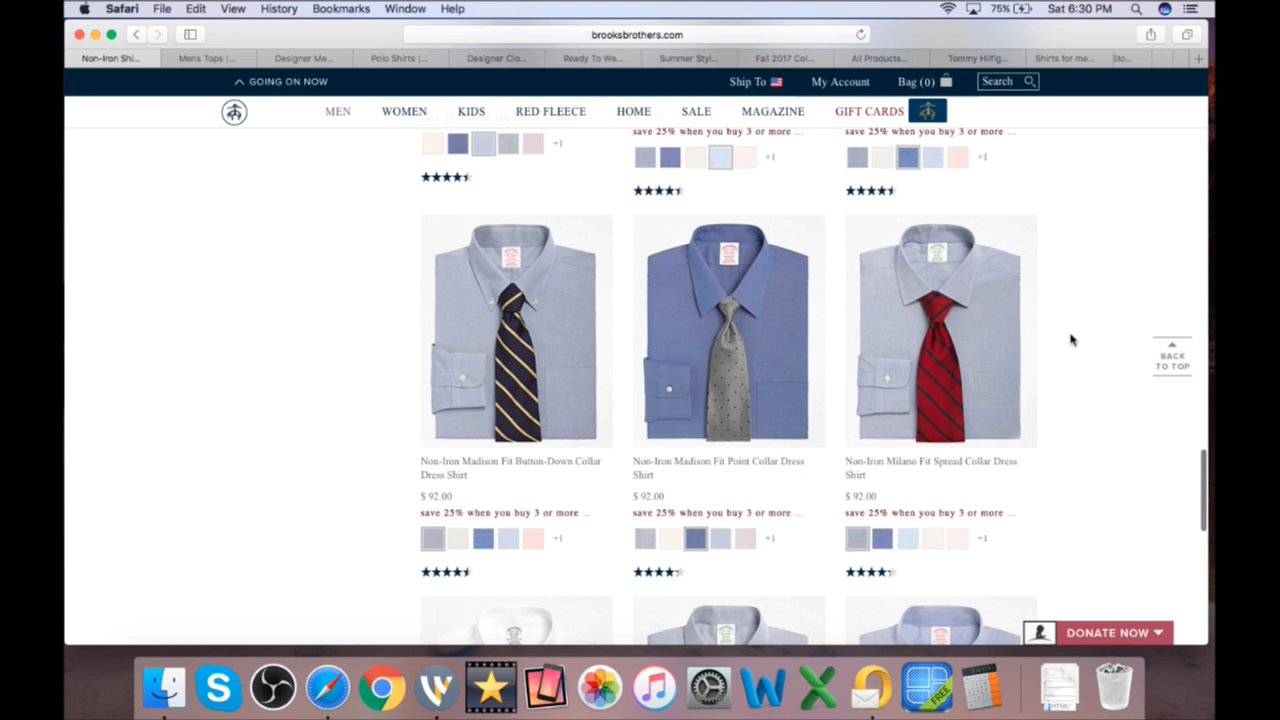 Safari File Edit View History Bookmarks Window Help 75% Sat 6:30 PM
brooksbrothers.com
Non-Iron Shi... Mens Tops |... Designer Me... Polo Shirts |... Designer Clo... Ready To We... Summer Styl... Fall 2017 Col... All Products... Tommy Hilfig... Shirts for me... Sto...
GOING ON NOW Ship To My Account Bag (0) Search
MEN WOMEN KIDS RED FLEECE HOME SALE MAGAZINE GIFT CARDS
save 25% when you buy 3 or more ... save 25% when you buy 3 or more ...
+1 +1 +1
BACK
TO TOP
Non-Iron Madison Fit Button-Down Collar Non-Iron Madison Fit Point Collar Dress Non-Iron Milano Fit Spread Collar Dress
Dress Shirt Shirt Shirt
$ 92.00 $ 92.00 $ 92.00
save 25% when you buy 3 or more ... save 25% when you buy 3 or more ... save 25% when you buy 3 or more ...
+1 +1 +1
DONATE NOW
FREE
HTML